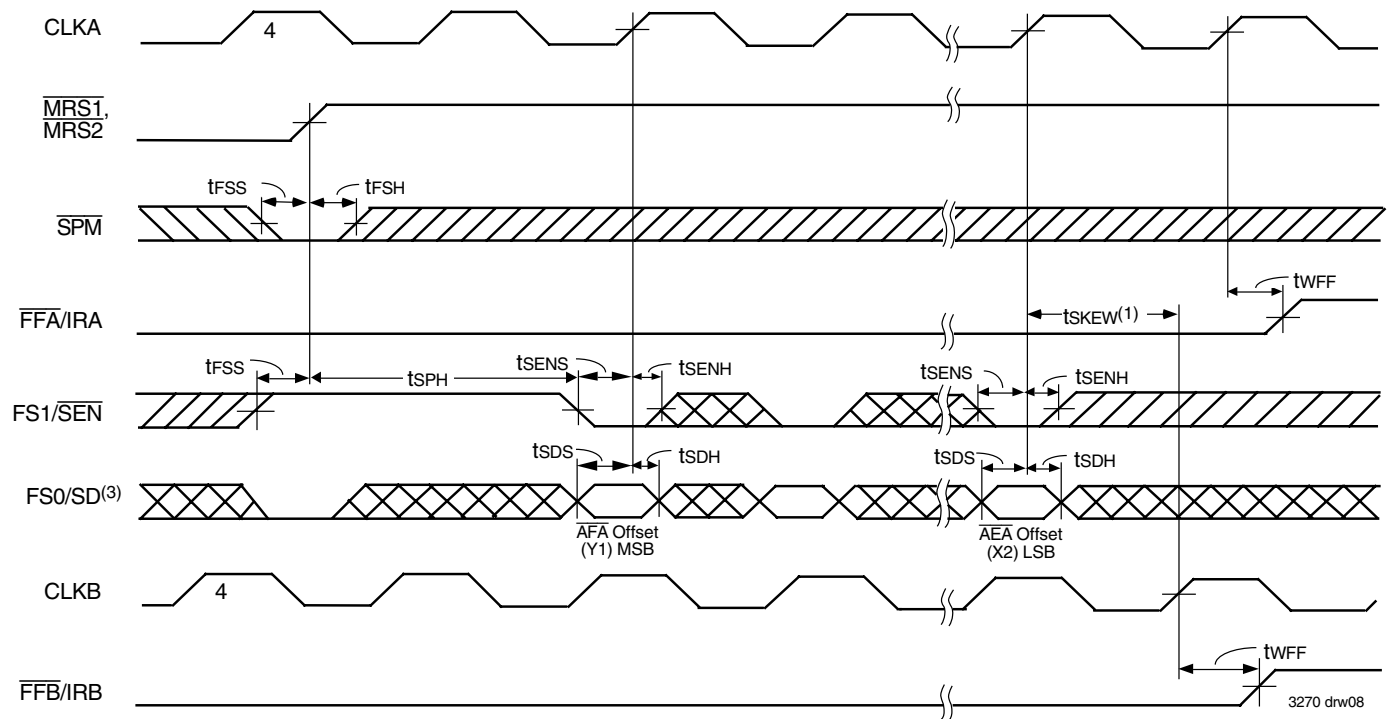 CLKA
4
MRS1,
MRS2
tFSS
tFSH
SPM
tWFF
FFA/IRA
tSKEW(1)
tFSS
tSPH
tSENS
tSENH
tSENS
tSENH
FS1/SEN
tSDS
tSDH
tSDS
tSDH
FS0/SD(3)
AFA Offset
(Y1) MSB
AEA Offset
(X2) LSB
CLKB
4
tWFF
FFB/IRB
3270 drw08